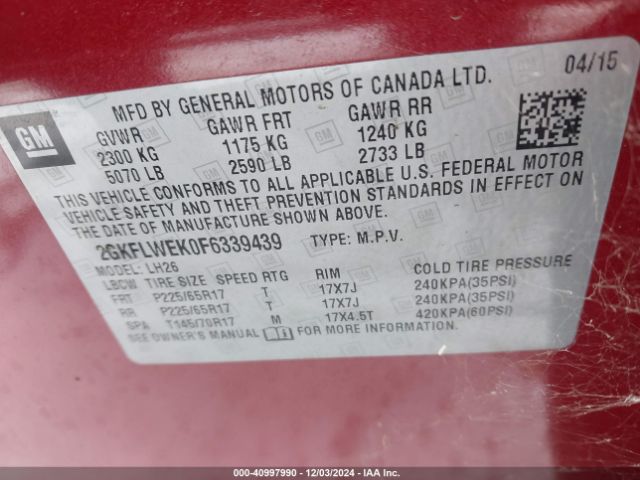 GM
MFD BY GENERAL MOTORS OF CANADA LTD.
04/15
GVWR GAWR FRT GAWR RR
2300 KG 1175 KG 1240 KG
5070 LB 2590 LB 2733 LB
THIS VEHICLE CONFORMS TO ALL APPLICABLE U.S. FEDERAL MOTOR
VEHICLE SAFETY AND THEFT PREVENTION STANDARDS IN EFFECT ON
THE DATE OF MANUFACTURE SHOWN ABOVE.
2GKFLWEK0F6339439 TYPE: M.P.V.
MODEL: LH26
LBCW TIRE SIZE SPEED RTG RIM COLD TIRE PRESSURE
FRT P225/65R17 T 17X7J 240KPA(35PSI)
RR P225/65R17 T 17X7J 240KPA(35PSI)
SPA T145/70R17 M 17X4.5T 420KPA(60PSI)
SEE OWNER'S MANUAL FOR MORE INFORMATION.
000-40997990 - 12/03/2024 - IAAI.COM